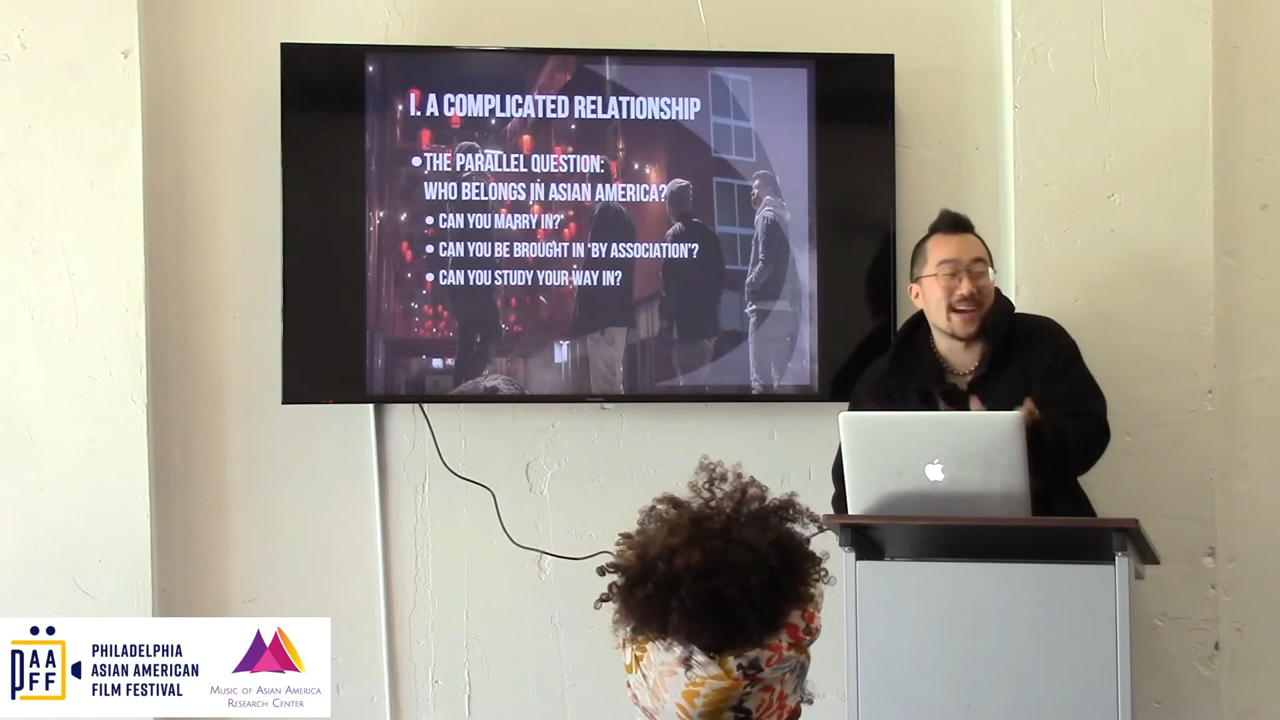 I. A COMPLICATED RELATIONSHIP
•THE PARALLEL QUESTION:
WHO BELONGS IN ASIAN AMERICA?
• CAN YOU MARRY IN?
• CAN YOU BE BROUGHT IN 'BY ASSOCIATION'?
• CAN YOU STUDY YOUR WAY IN?
PAAFF
PHILADELPHIA
ASIAN AMERICAN
FILM FESTIVAL
MUSIC OF ASIAN AMERICA
RESEARCH CENTER